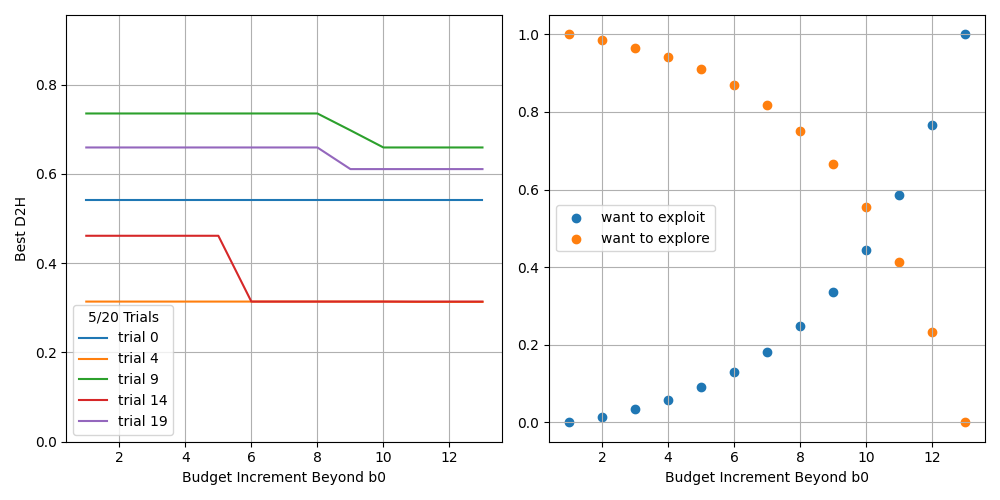 0.8
0.6
0.4
0.2
0.0
Best D2H
5/20 Trials
trial 0
trial 4
trial 9
trial 14
trial 19
2 4 6 8 10 12
Budget Increment Beyond b0
1.0
0.8
0.6
0.4
0.2
0.0
want to exploit
want to explore
2 4 6 8 10 12
Budget Increment Beyond b0